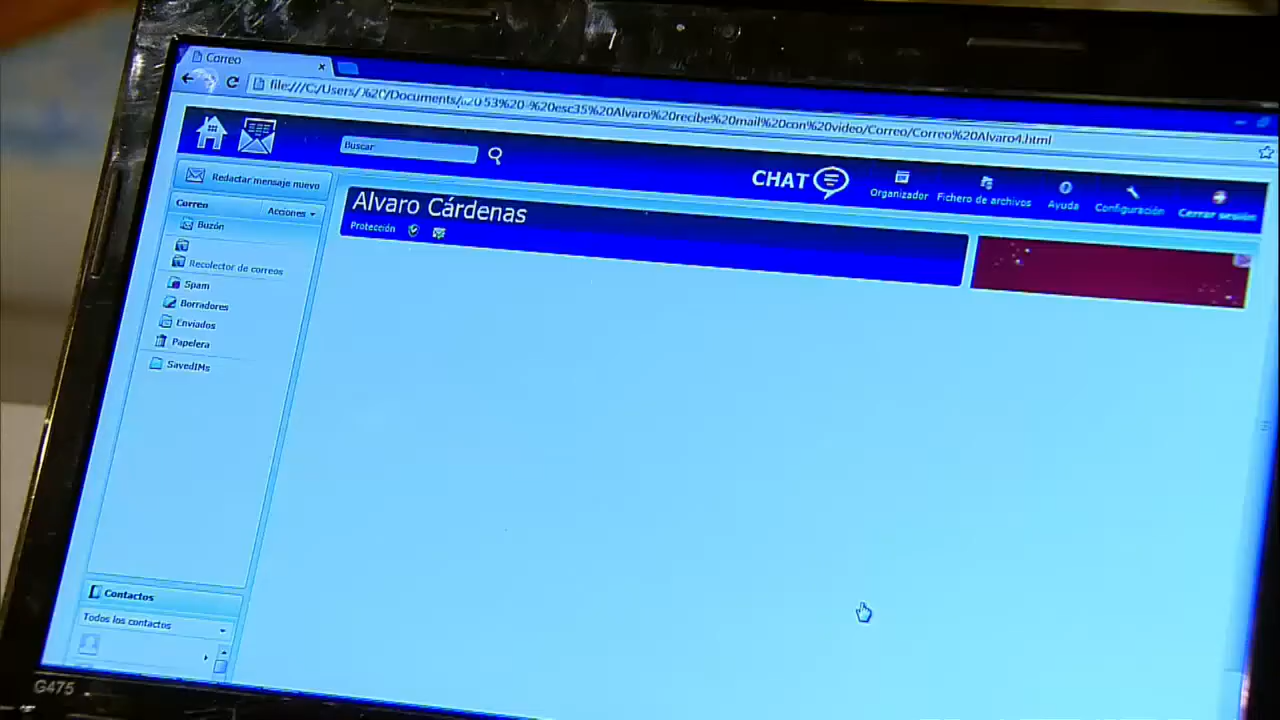 Correo
file:///C:/Users/%20/Documents/%2053%20-%20esc35%20Alvaro%20recibe%20mail%20con%20video/Correo/Correo%20Alvaro4.html
Buscar
CHAT
Organizador
Fichero de archivos
Ayuda
Configuración
Cerrar sesión
Redactar mensaje nuevo
Correo
Acciones
Alvaro Cárdenas
Protección
Buzón
Recolector de correos
Spam
Borradores
Enviados
Papelera
SavedIMs
Contactos
Todos los contactos
G475